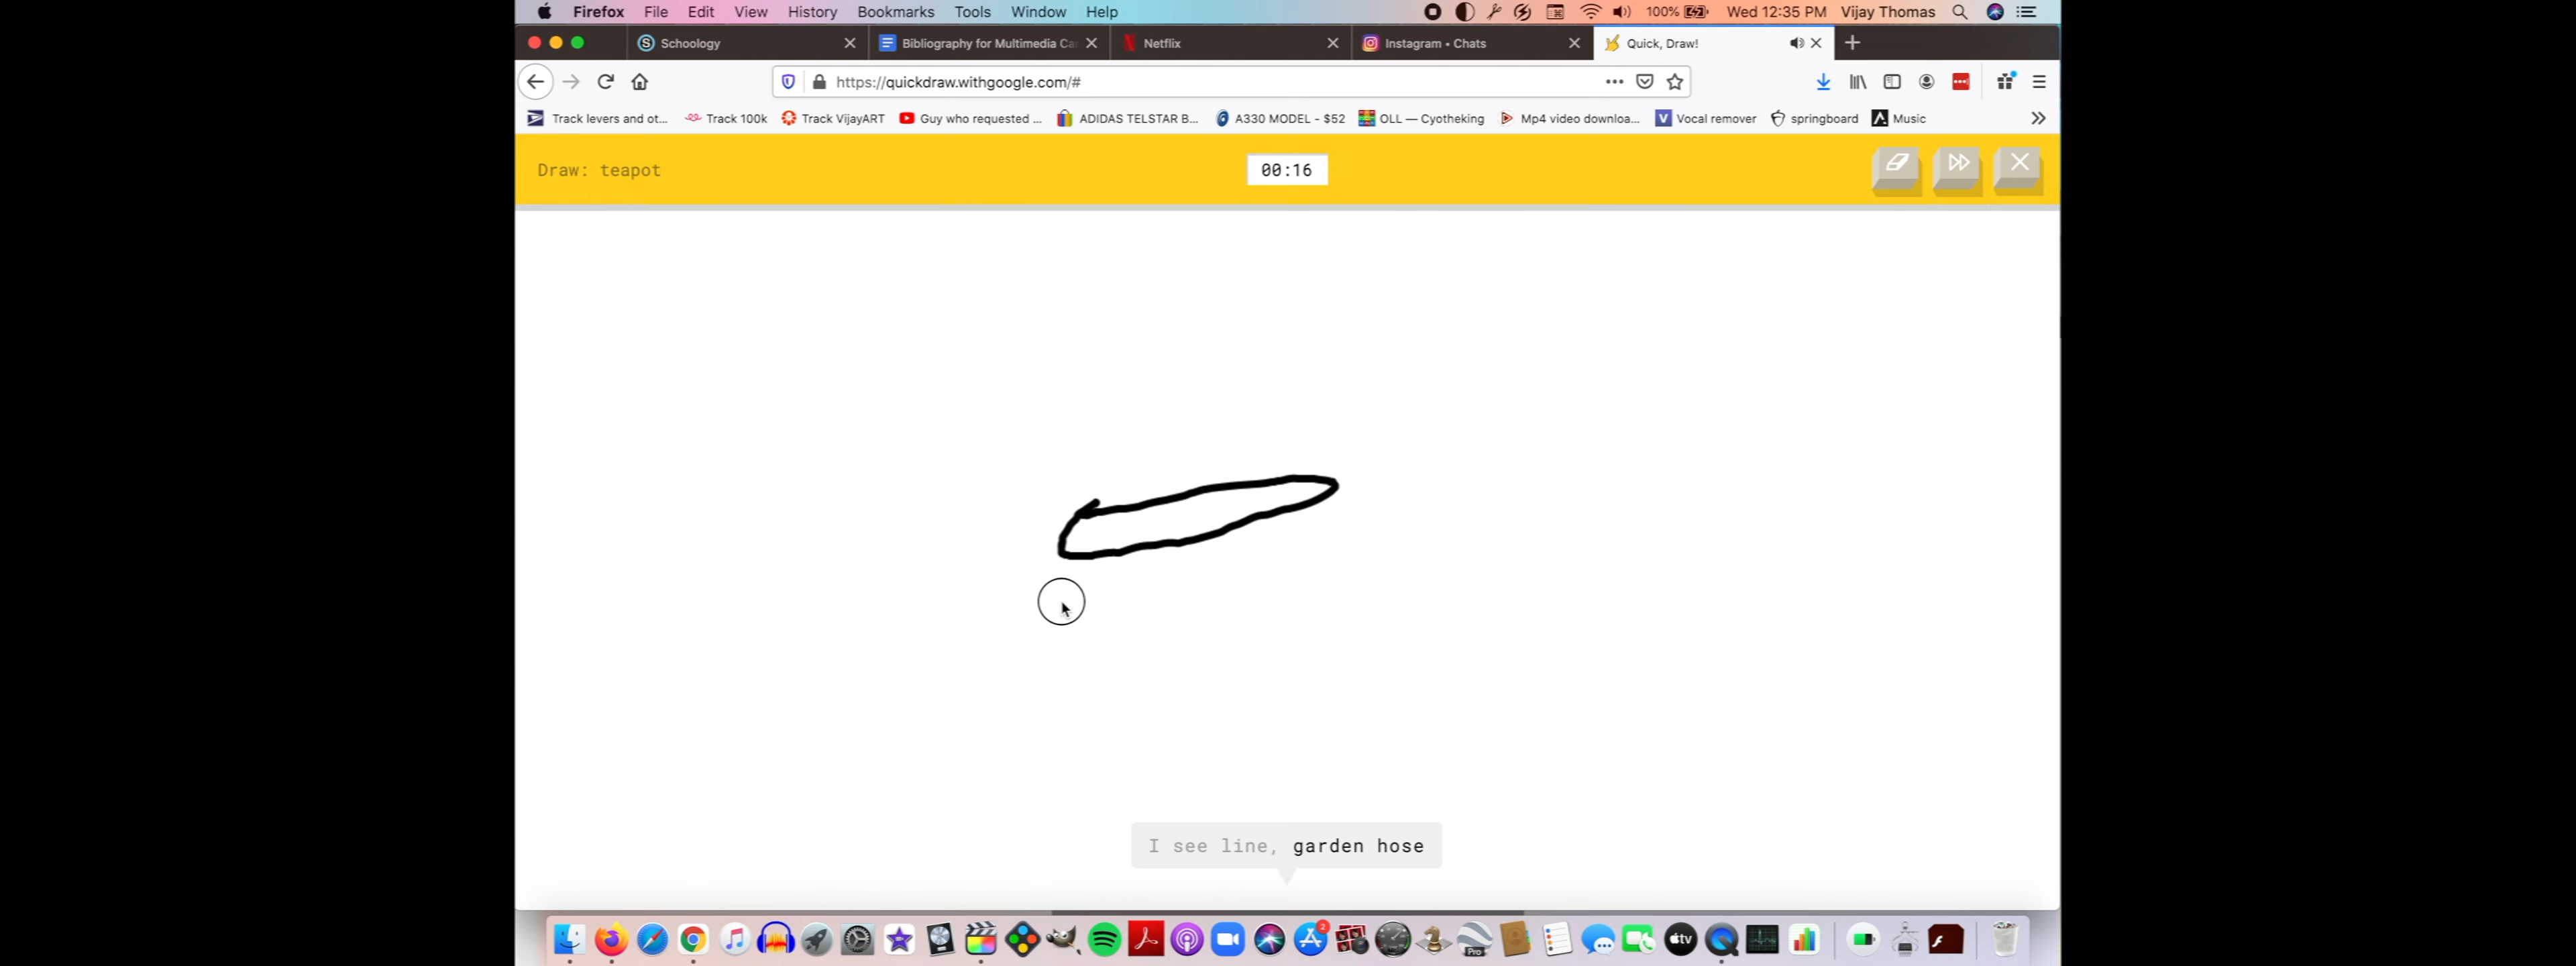 Firefox File Edit View History Bookmarks Tools Window Help 100% Wed 12:35 PM Vijay Thomas
Schoology Bibliography for Multimedia Ca Netflix Instagram • Chats Quick, Draw!
https://quickdraw.withgoogle.com/#
Track levers and ot... Track 100k Track VijayART Guy who requested ... ADIDAS TELSTAR B... A330 MODEL - $52 OLL — Cyotheking Mp4 video downloa... V Vocal remover springboard Music
Draw: teapot 00:16
I see line, garden hose
2 Pro tv